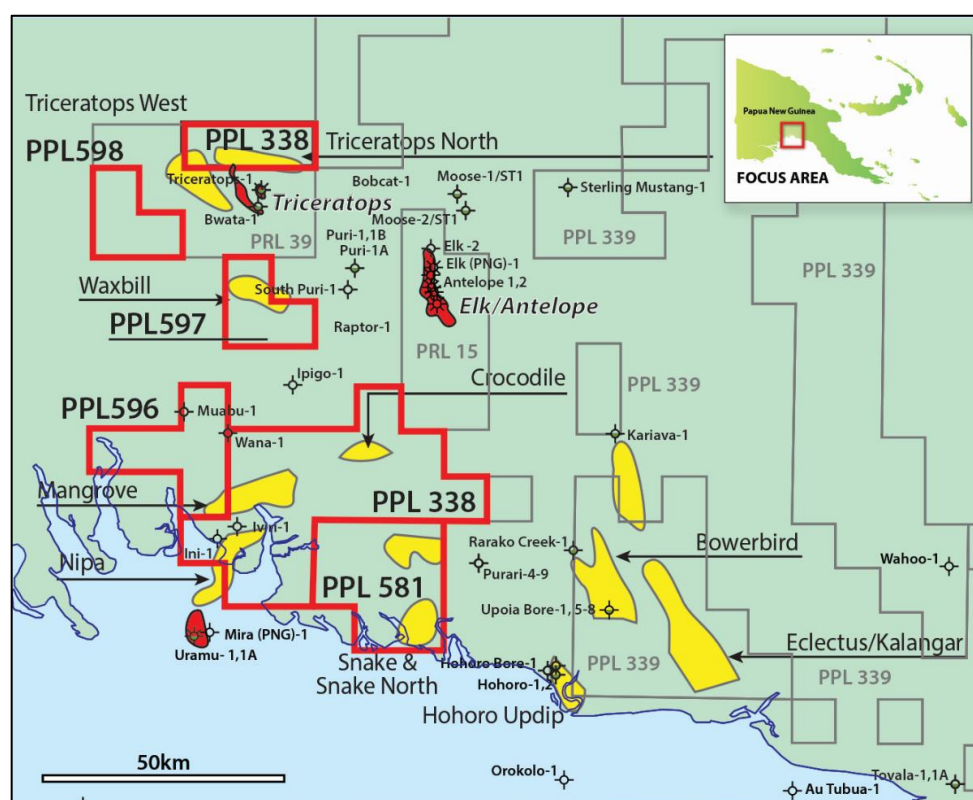 Triceratops West
PPL598
PPL 338
Triceratops North
Papua New Guinea
FOCUS AREA
Triceratops-1
Bobcat-1
Moose-1/ST1
Sterling Mustang-1
Triceratops
Bwata-1
Moose-2/ST1
PRL 39
Puri-1,1B
Puri-1A
Elk -2
PPL 339
PPL 339
Elk (PNG)-1
Waxbill
South Puri-1
Antelope 1,2
Elk/Antelope
PPL597
Raptor-1
PRL 15
Ipigo-1
Crocodile
PPL 339
PPL596
Muabu-1
Wana-1
Kariava-1
Mangrove
PPL 338
Iviri-1
Ini-1
Rarako Creek-1
Bowerbird
Nipa
Purari-4-9
Wahoo-1
PPL 581
Upoia Bore-1, 5-8
Mira (PNG)-1
Uramu- 1,1A
Eclectus/Kalangar
Snake &
Snake North
Hohoro Bore-1
PPL 339
PPL 339
Hohoro-1,2
Hohoro Updip
50km
Orokolo-1
Au Tubua-1
Tovala-1,1A